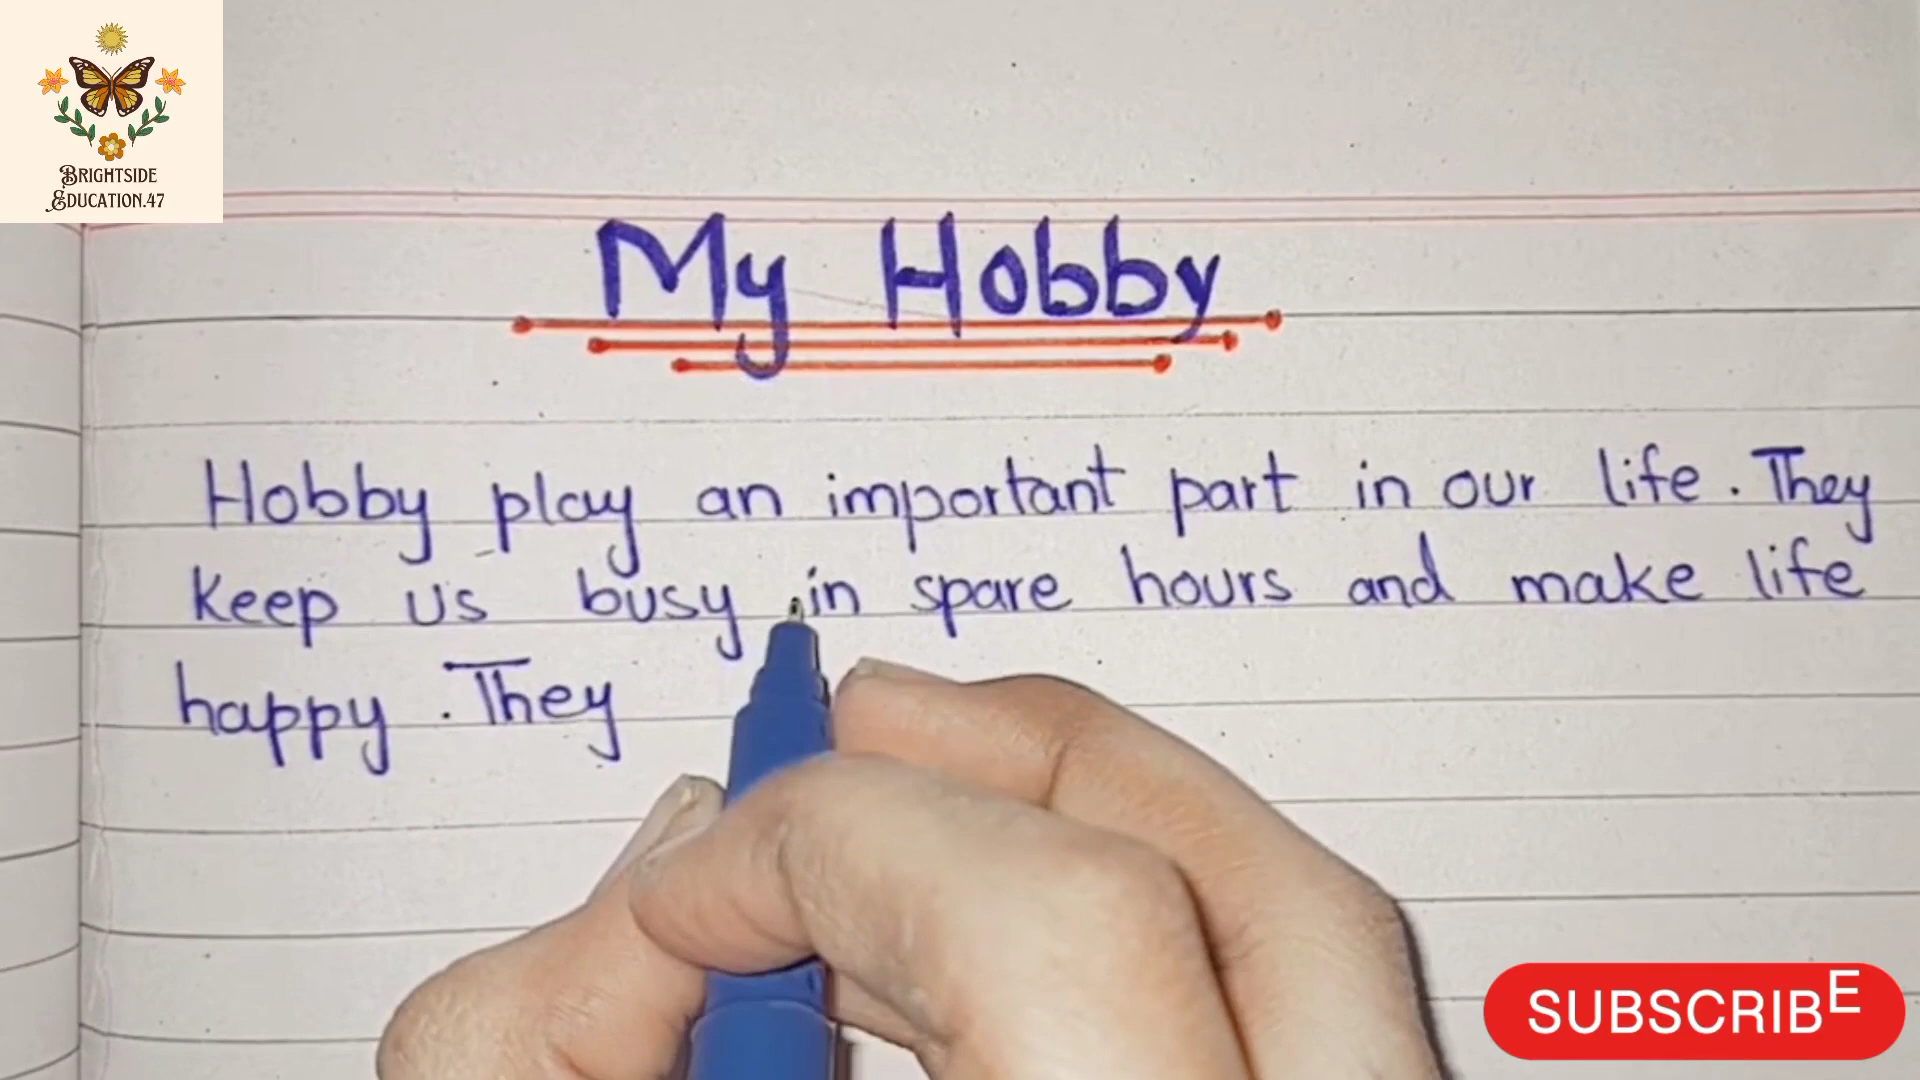 BRIGHTSIDE
EDUCATION.47
My Hobby
Hobby play an important part in our life. They
keep us busy in spare hours and make life
happy. They
SUBSCRIBE